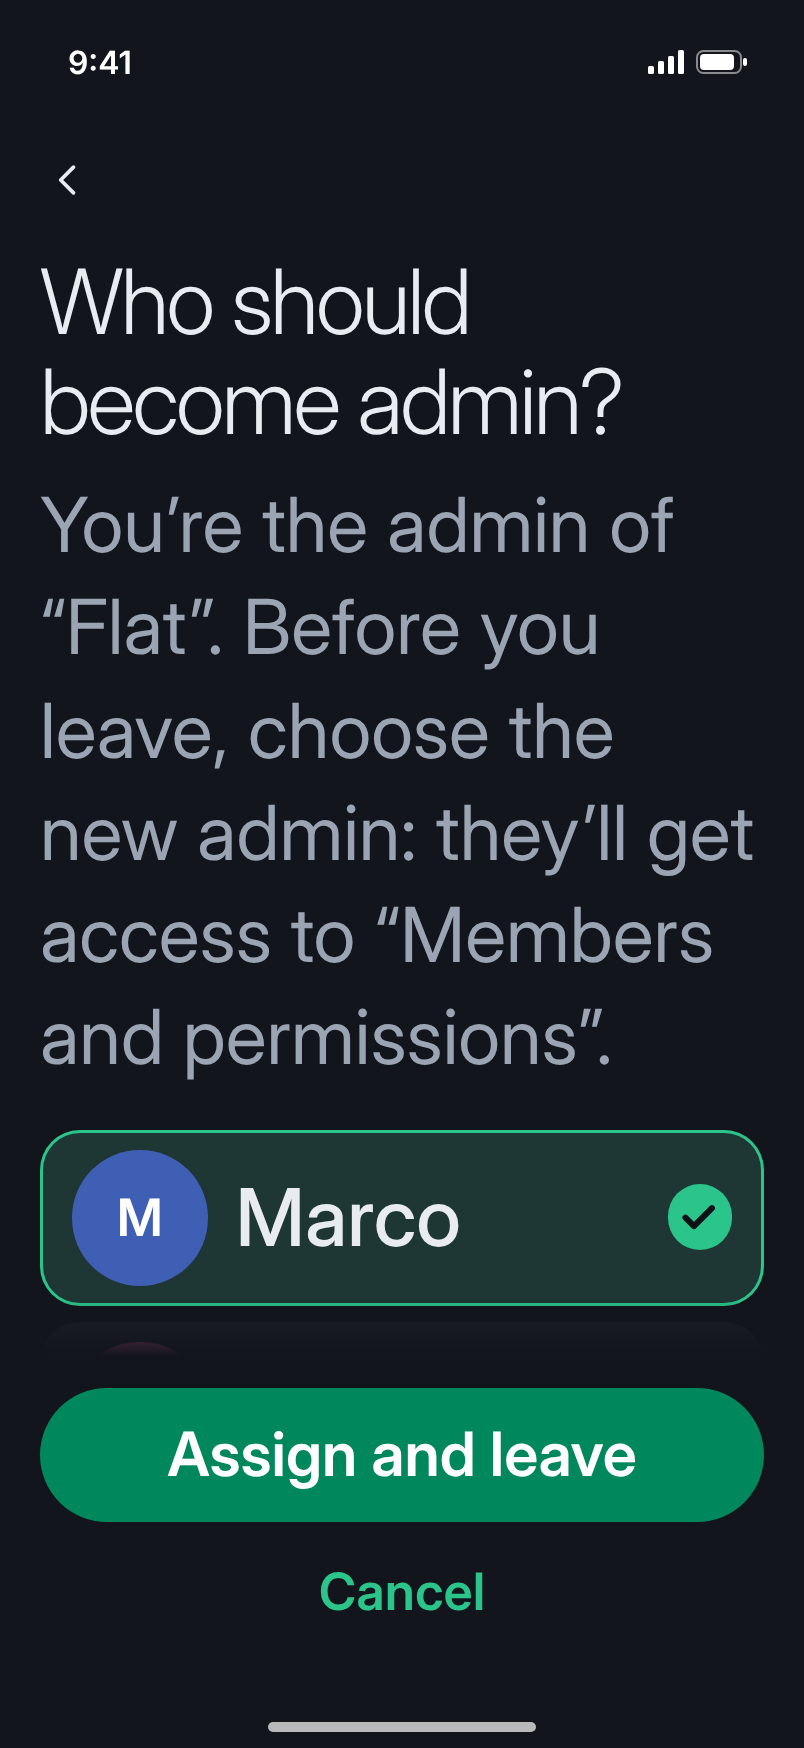 9:41
Who should
become admin?
You’re the admin of
“Flat”. Before you
leave, choose the
new admin: they’ll get
access to “Members
and permissions”.
M
Marco
Assign and leave
Cancel